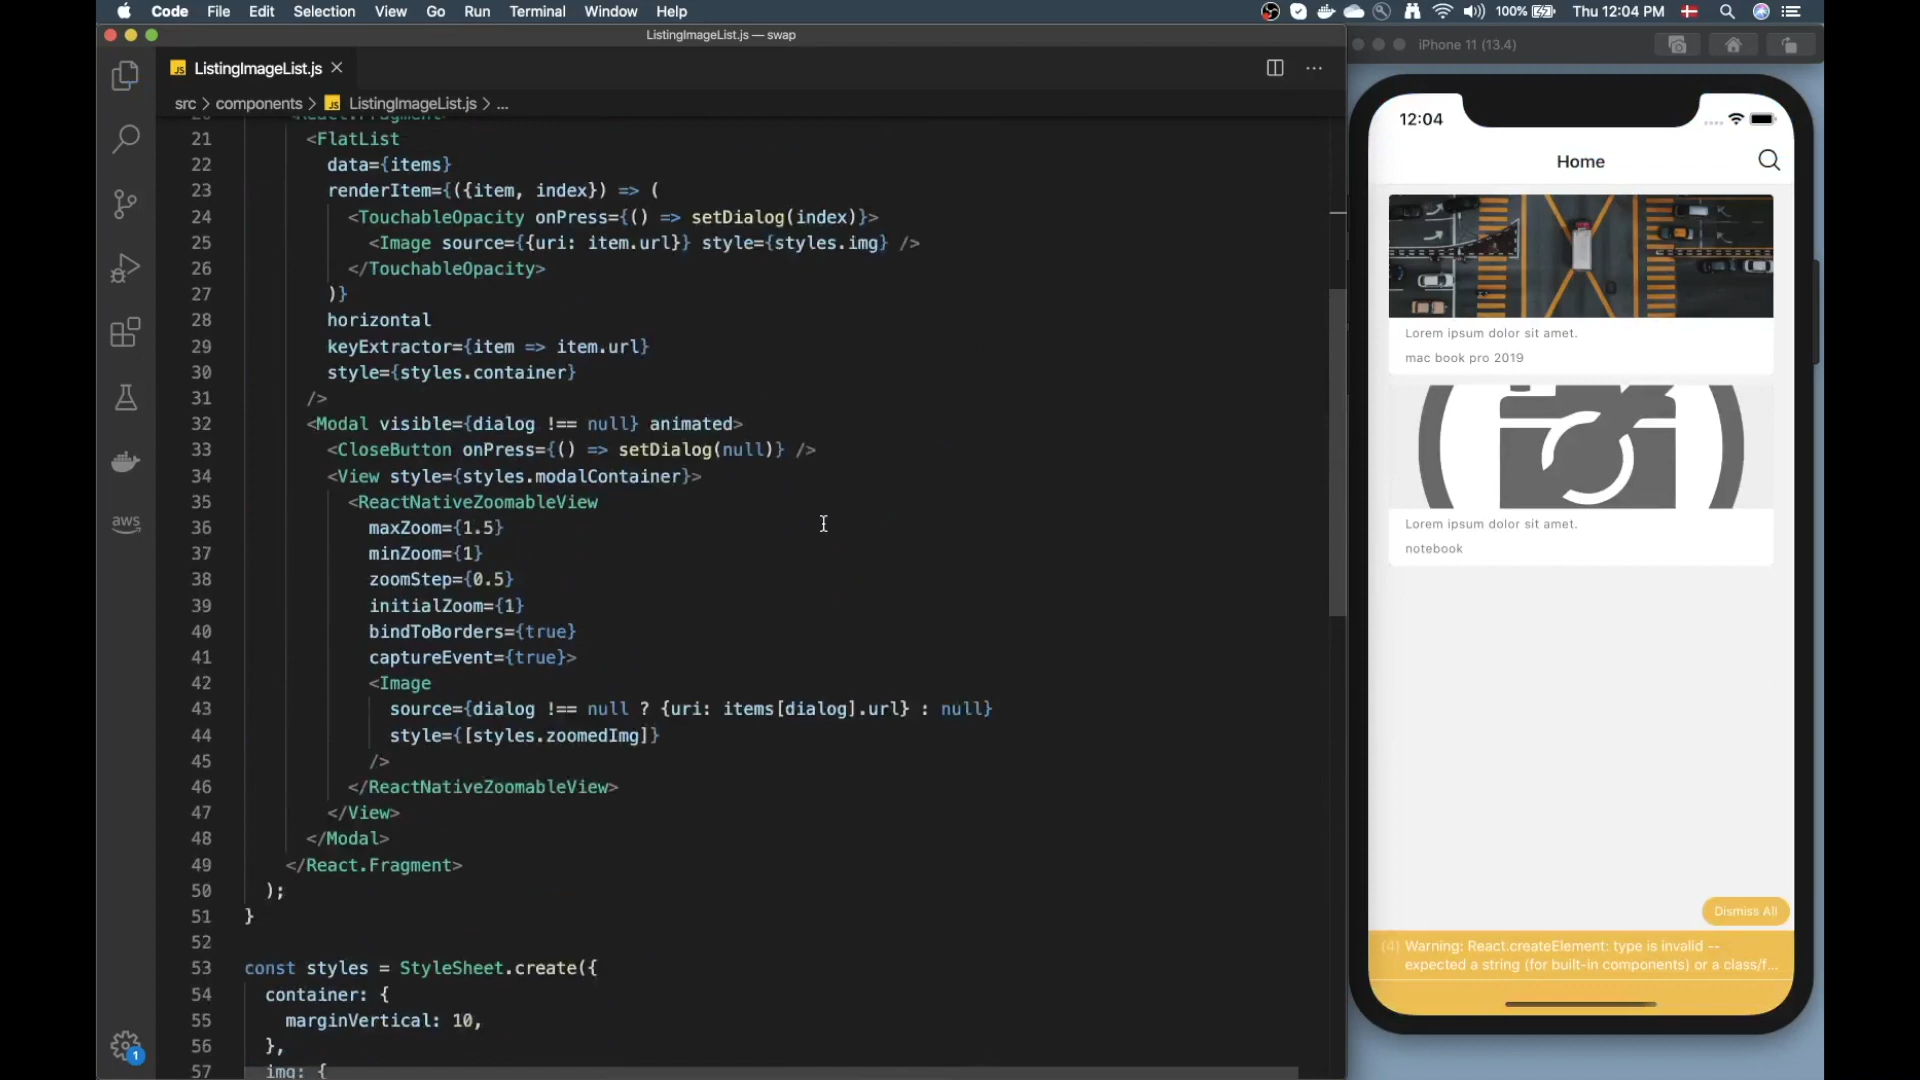 Code File Edit Selection View Go Run Terminal Window Help 100% Thu 12:04 PM
ListingImageList.js — swap
iPhone 11 (13.4)
JS ListingImageList.js
src > components > JS ListingImageList.js > ...
20 <React.Fragment>
21 <FlatList
22 data={items}
23 renderItem={({item, index}) => (
24 <TouchableOpacity onPress={() => setDialog(index)}>
25 <Image source={{uri: item.url}} style={styles.img} />
26 </TouchableOpacity>
27 )}
28 horizontal
29 keyExtractor={item => item.url}
30 style={styles.container}
31 />
32 <Modal visible={dialog !== null} animated>
33 <CloseButton onPress={() => setDialog(null)} />
34 <View style={styles.modalContainer}>
35 <ReactNativeZoomableView
36 maxZoom={1.5}
37 minZoom={1}
38 zoomStep={0.5}
39 initialZoom={1}
40 bindToBorders={true}
41 captureEvent={true}>
42 <Image
43 source={dialog !== null ? {uri: items[dialog].url} : null}
44 style={[styles.zoomedImg]}
45 />
46 </ReactNativeZoomableView>
47 </View>
48 </Modal>
49 </React.Fragment>
50 );
51 }
52
53 const styles = StyleSheet.create({
54 container: {
55 marginVertical: 10,
56 },
57 img: {
aws
1
12:04
Home
Lorem ipsum dolor sit amet.
mac book pro 2019
Lorem ipsum dolor sit amet.
notebook
Dismiss All
(4) Warning: React.createElement: type is invalid --
expected a string (for built-in components) or a class/f...